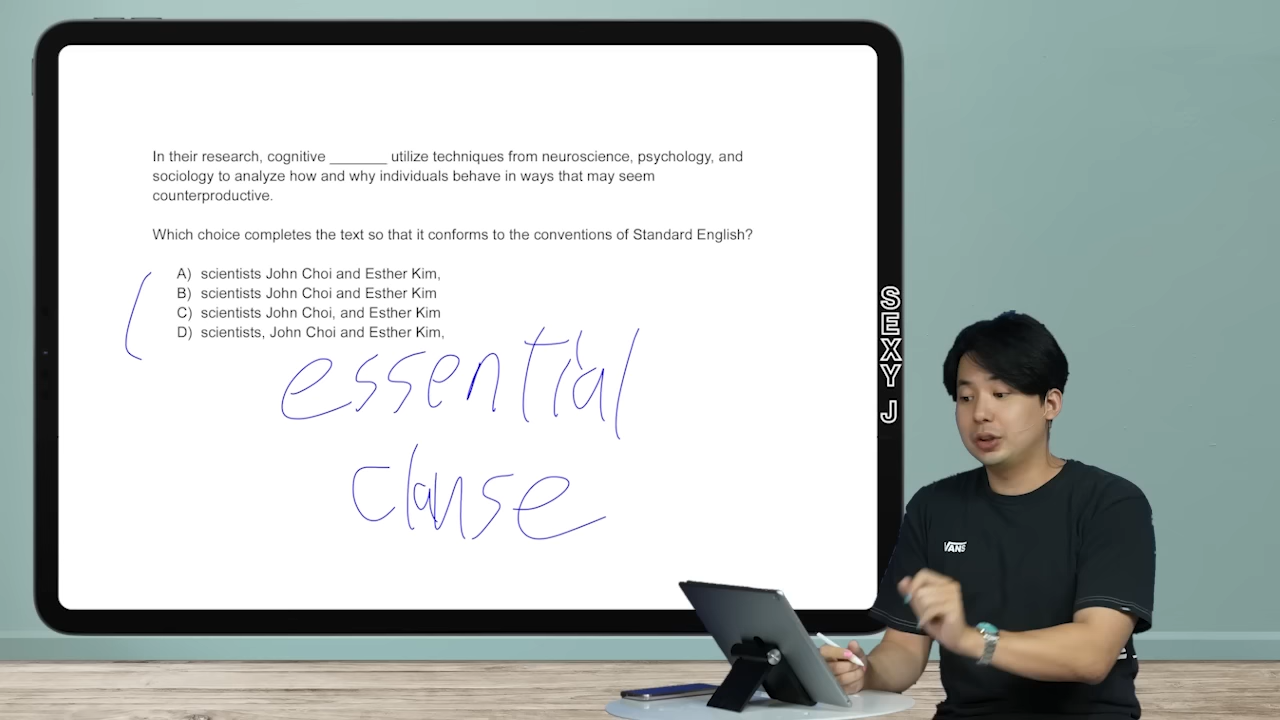 In their research, cognitive _______ utilize techniques from neuroscience, psychology, and
sociology to analyze how and why individuals behave in ways that may seem
counterproductive.
Which choice completes the text so that it conforms to the conventions of Standard English?
A) scientists John Choi and Esther Kim,
B) scientists John Choi and Esther Kim
C) scientists John Choi, and Esther Kim
D) scientists, John Choi and Esther Kim,
essential
clause
SEXY J
VANS